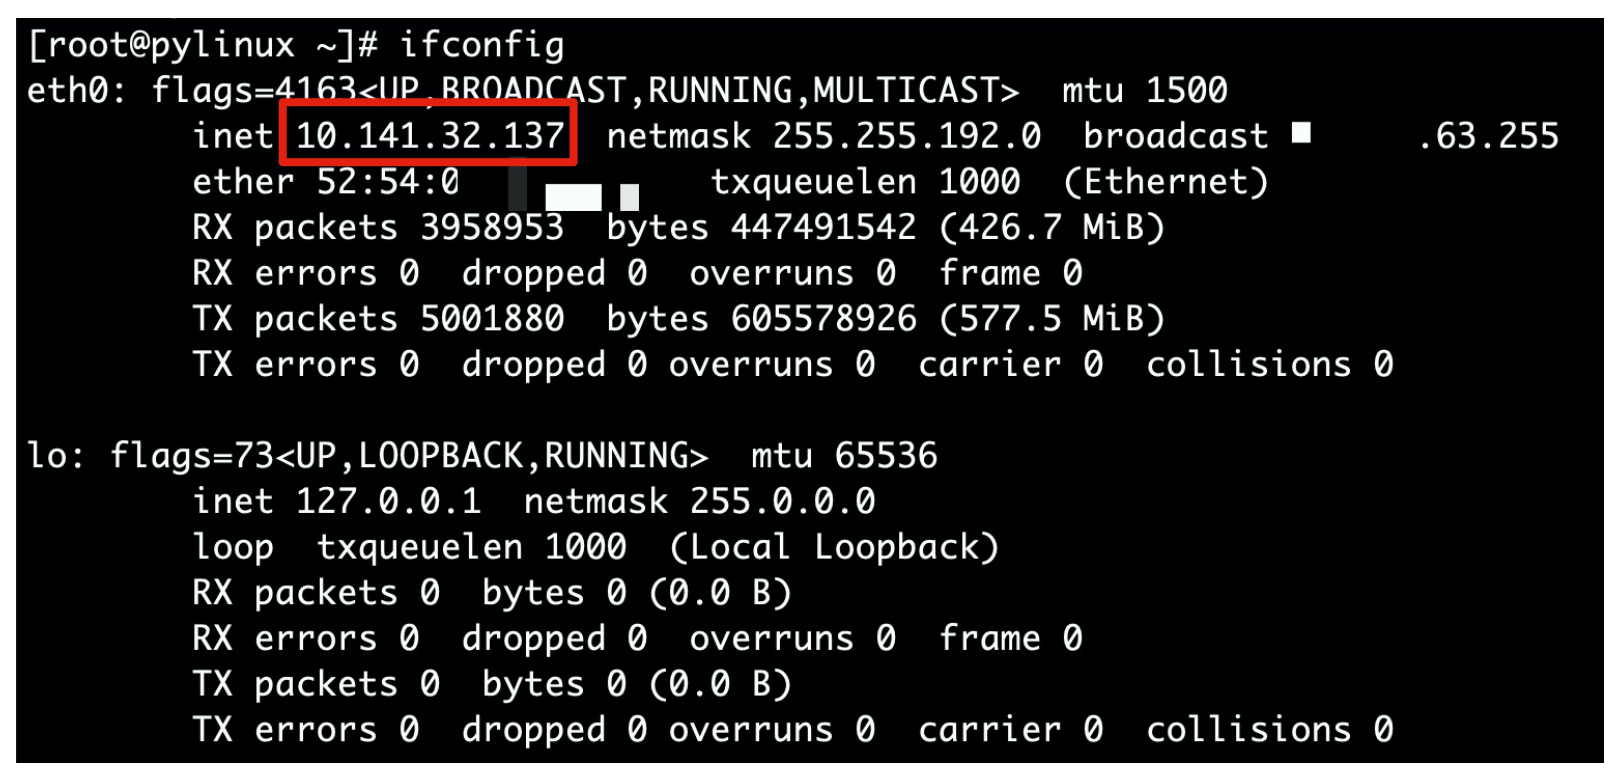 [root@pylinux ~]# ifconfig
eth0: flags=4163<UP,BROADCAST,RUNNING,MULTICAST>  mtu 1500
        inet 10.141.32.137  netmask 255.255.192.0  broadcast .63.255
        ether 52:54:0 txqueuelen 1000  (Ethernet)
        RX packets 3958953  bytes 447491542 (426.7 MiB)
        RX errors 0  dropped 0  overruns 0  frame 0
        TX packets 5001880  bytes 605578926 (577.5 MiB)
        TX errors 0  dropped 0 overruns 0  carrier 0  collisions 0

lo: flags=73<UP,LOOPBACK,RUNNING>  mtu 65536
        inet 127.0.0.1  netmask 255.0.0.0
        loop  txqueuelen 1000  (Local Loopback)
        RX packets 0  bytes 0 (0.0 B)
        RX errors 0  dropped 0  overruns 0  frame 0
        TX packets 0  bytes 0 (0.0 B)
        TX errors 0  dropped 0 overruns 0  carrier 0  collisions 0